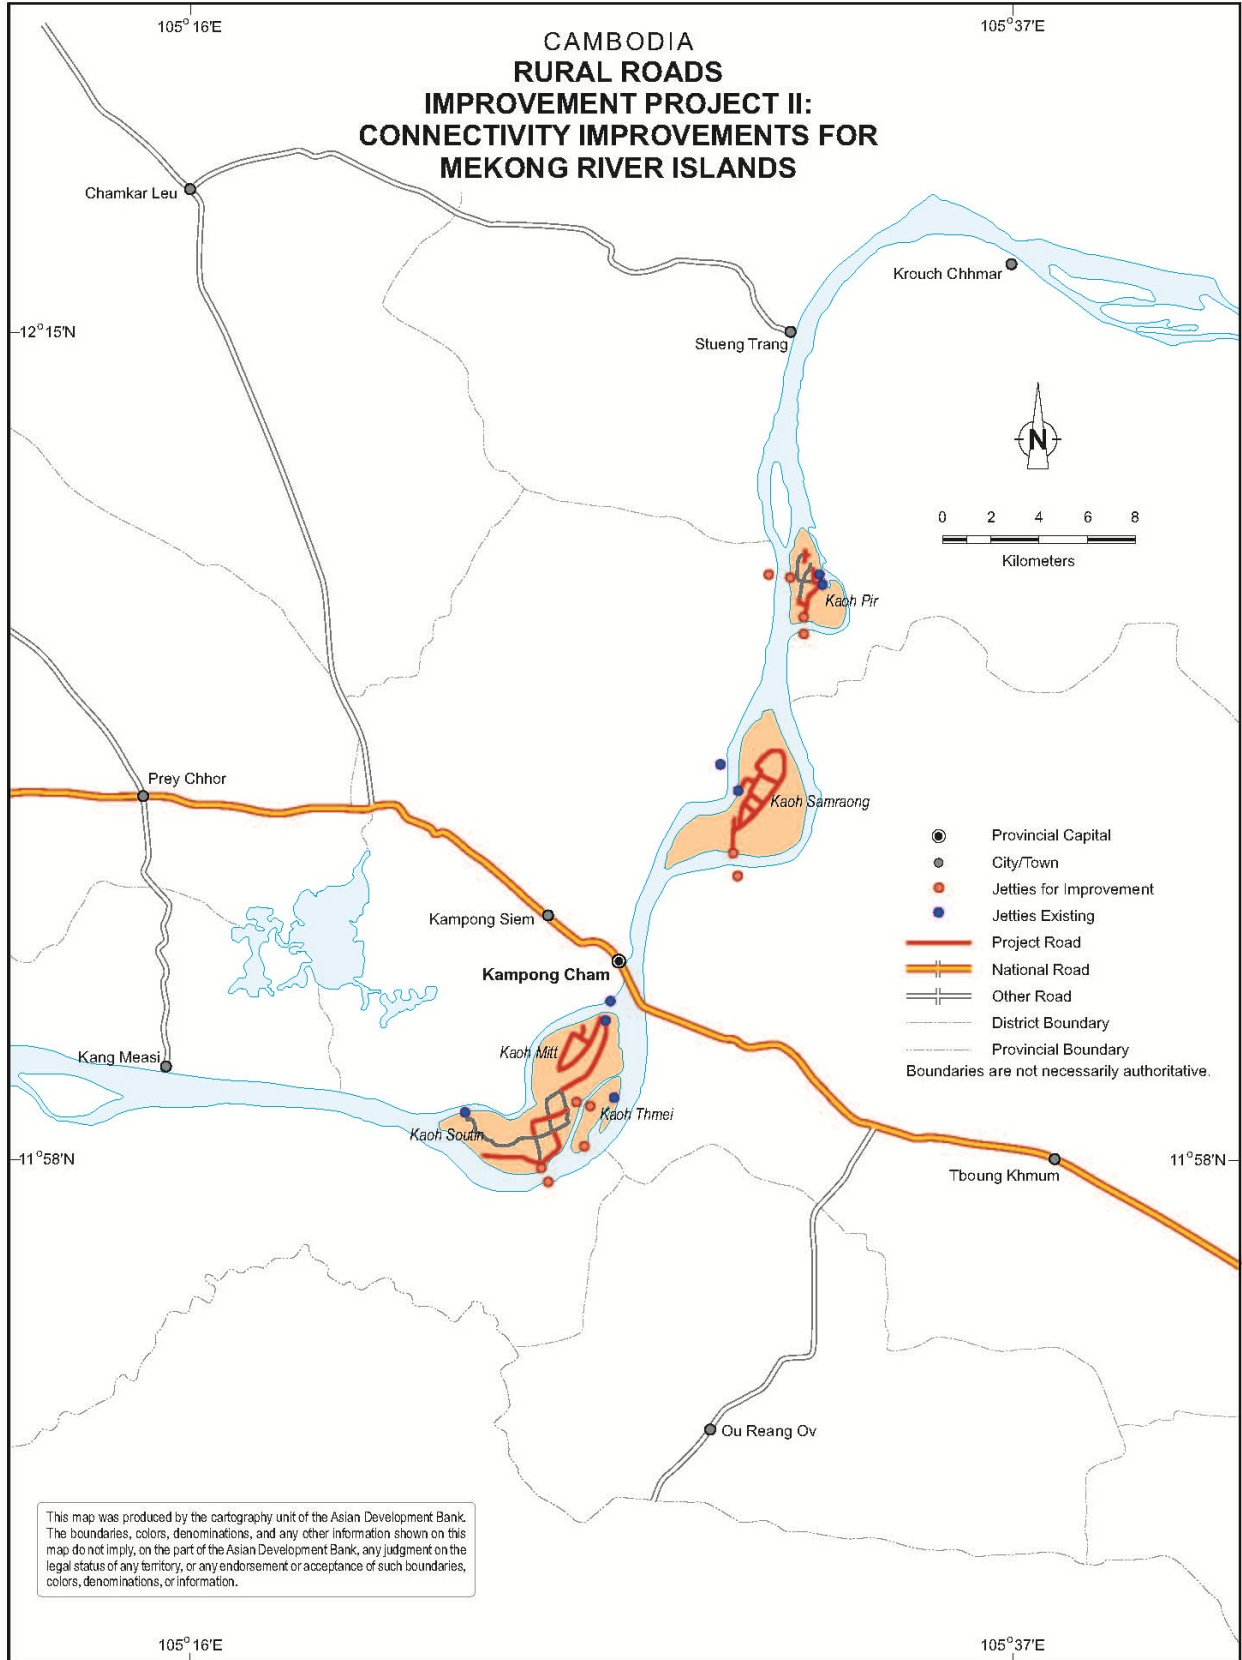 105°16'E
105°37'E
CAMBODIA
RURAL ROADS
IMPROVEMENT PROJECT II:
CONNECTIVITY IMPROVEMENTS FOR
MEKONG RIVER ISLANDS
Chamkar Leu
Krouch Chhmar
12°15'N
Stueng Trang
N
0 2 4 6 8
Kilometers
Kaoh Pir
Prey Chhor
Kaoh Samraong
Provincial Capital
City/Town
Jetties for Improvement
Jetties Existing
Project Road
National Road
Other Road
District Boundary
Provincial Boundary
Boundaries are not necessarily authoritative.
Kampong Siem
Kampong Cham
Kang Measi
Kaoh Mitt
Kaoh Thmei
Kaoh Soutin
11°58'N
11°58'N
Tboung Khmum
Ou Reang Ov
This map was produced by the cartography unit of the Asian Development Bank.
The boundaries, colors, denominations, and any other information shown on this
map do not imply, on the part of the Asian Development Bank, any judgment on the
legal status of any territory, or any endorsement or acceptance of such boundaries,
colors, denominations, or information.
105°16'E
105°37'E